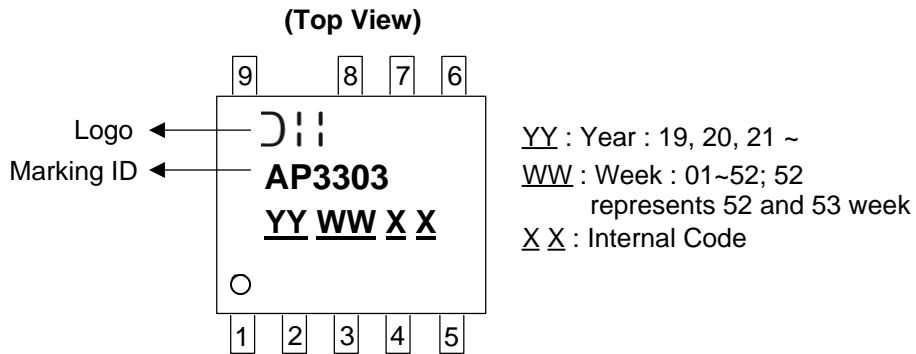 (Top View)
9 8 7 6
Logo
Marking ID
AP3303
YY WW X X
1 2 3 4 5
YY : Year : 19, 20, 21 ~
WW : Week : 01~52; 52
represents 52 and 53 week
X X : Internal Code